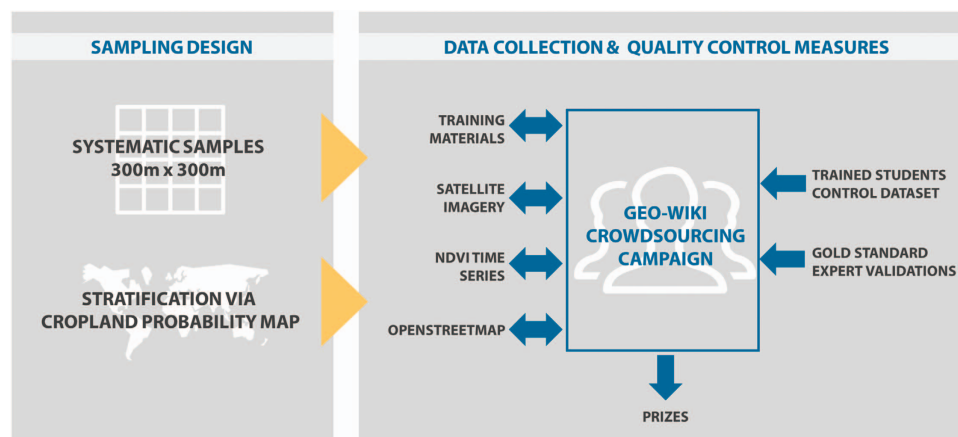 SAMPLING DESIGN
SYSTEMATIC SAMPLES
300m x 300m
STRATIFICATION VIA
CROPLAND PROBABILITY MAP
DATA COLLECTION & QUALITY CONTROL MEASURES
TRAINING
MATERIALS
SATELLITE
IMAGERY
NDVI TIME
SERIES
OPENSTREETMAP
GEO-WIKI
CROWDSOURCING
CAMPAIGN
TRAINED STUDENTS
CONTROL DATASET
GOLD STANDARD
EXPERT VALIDATIONS
PRIZES